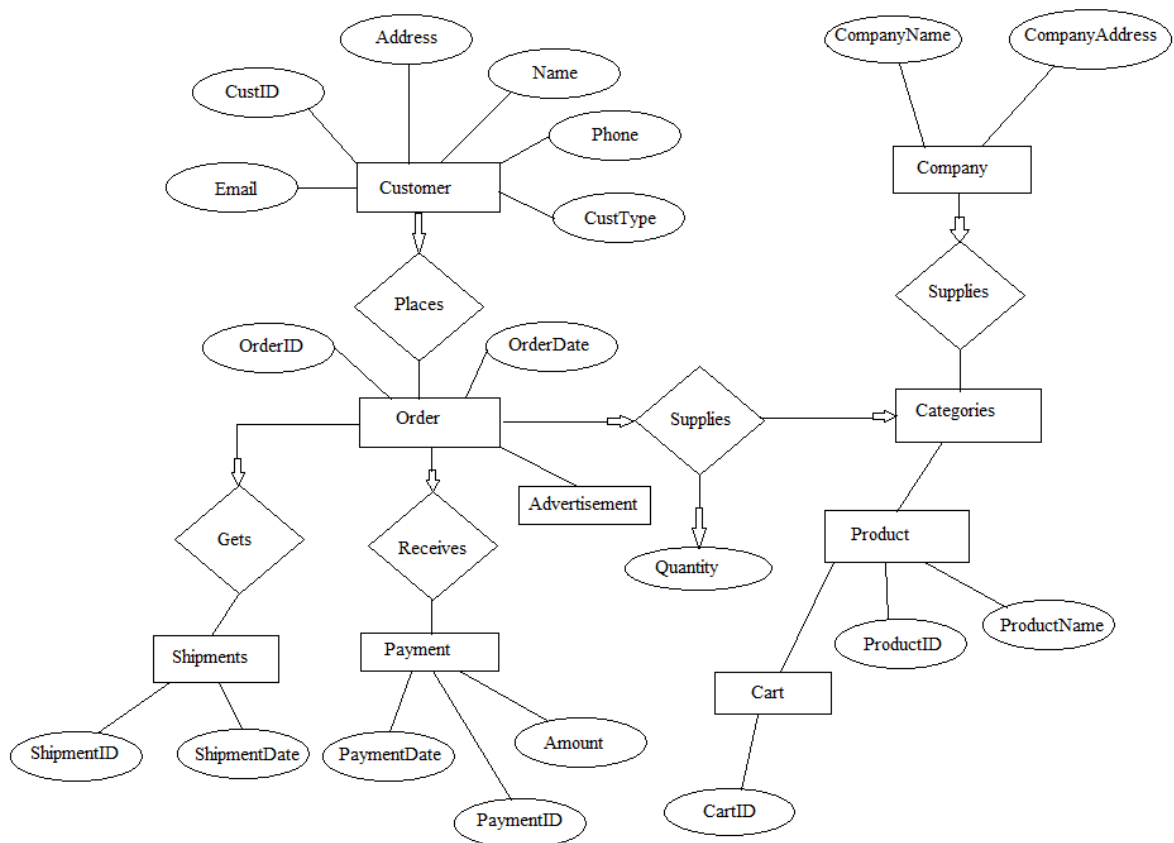 Address
CompanyName
CompanyAddress
Name
CustID
Phone
Email
Customer
Company
CustType
Places
Supplies
OrderID
OrderDate
Order
Supplies
Categories
Advertisement
Gets
Receives
Product
Quantity
ProductID
ProductName
Shipments
Payment
Cart
ShipmentID
ShipmentDate
PaymentDate
Amount
PaymentID
CartID